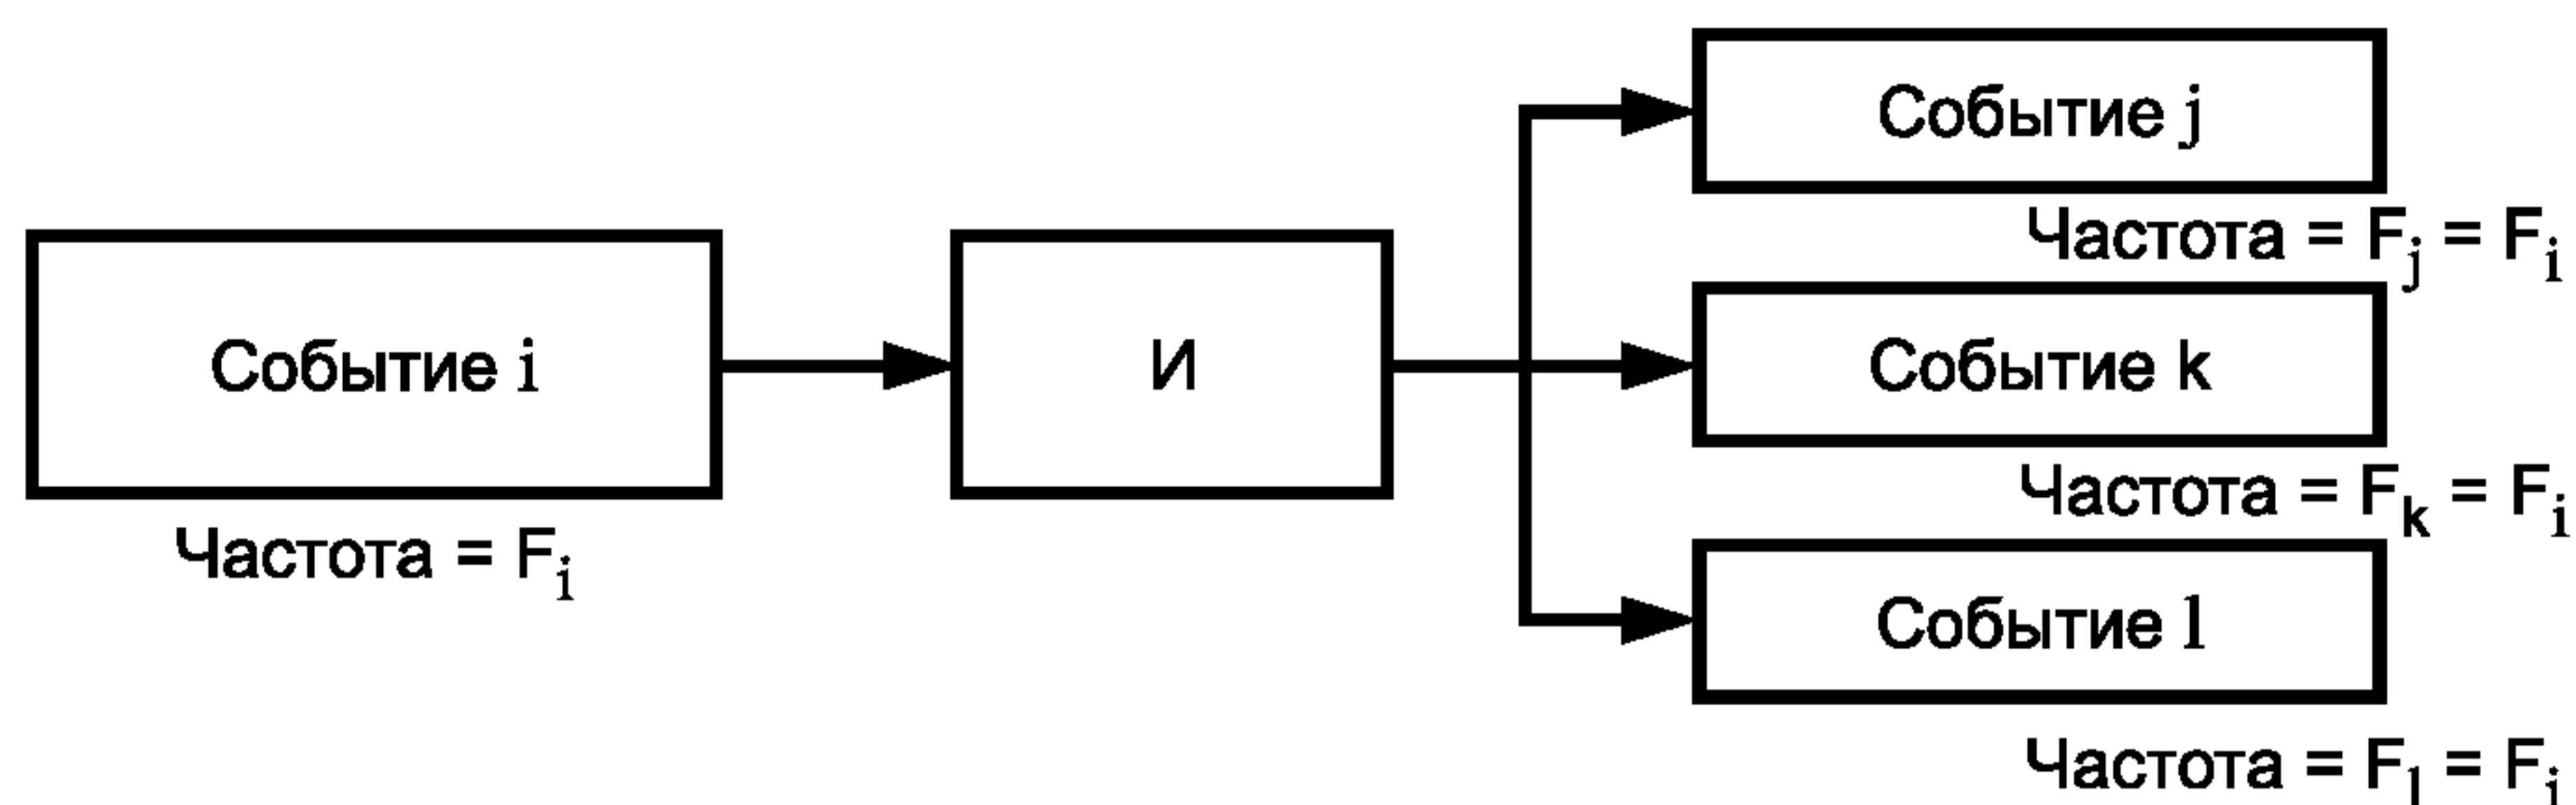 Событие i
Частота = Fi
И
Событие j
Частота = Fj = Fi
Событие k
Частота = Fk = Fi
Событие l
Частота = Fl = Fi